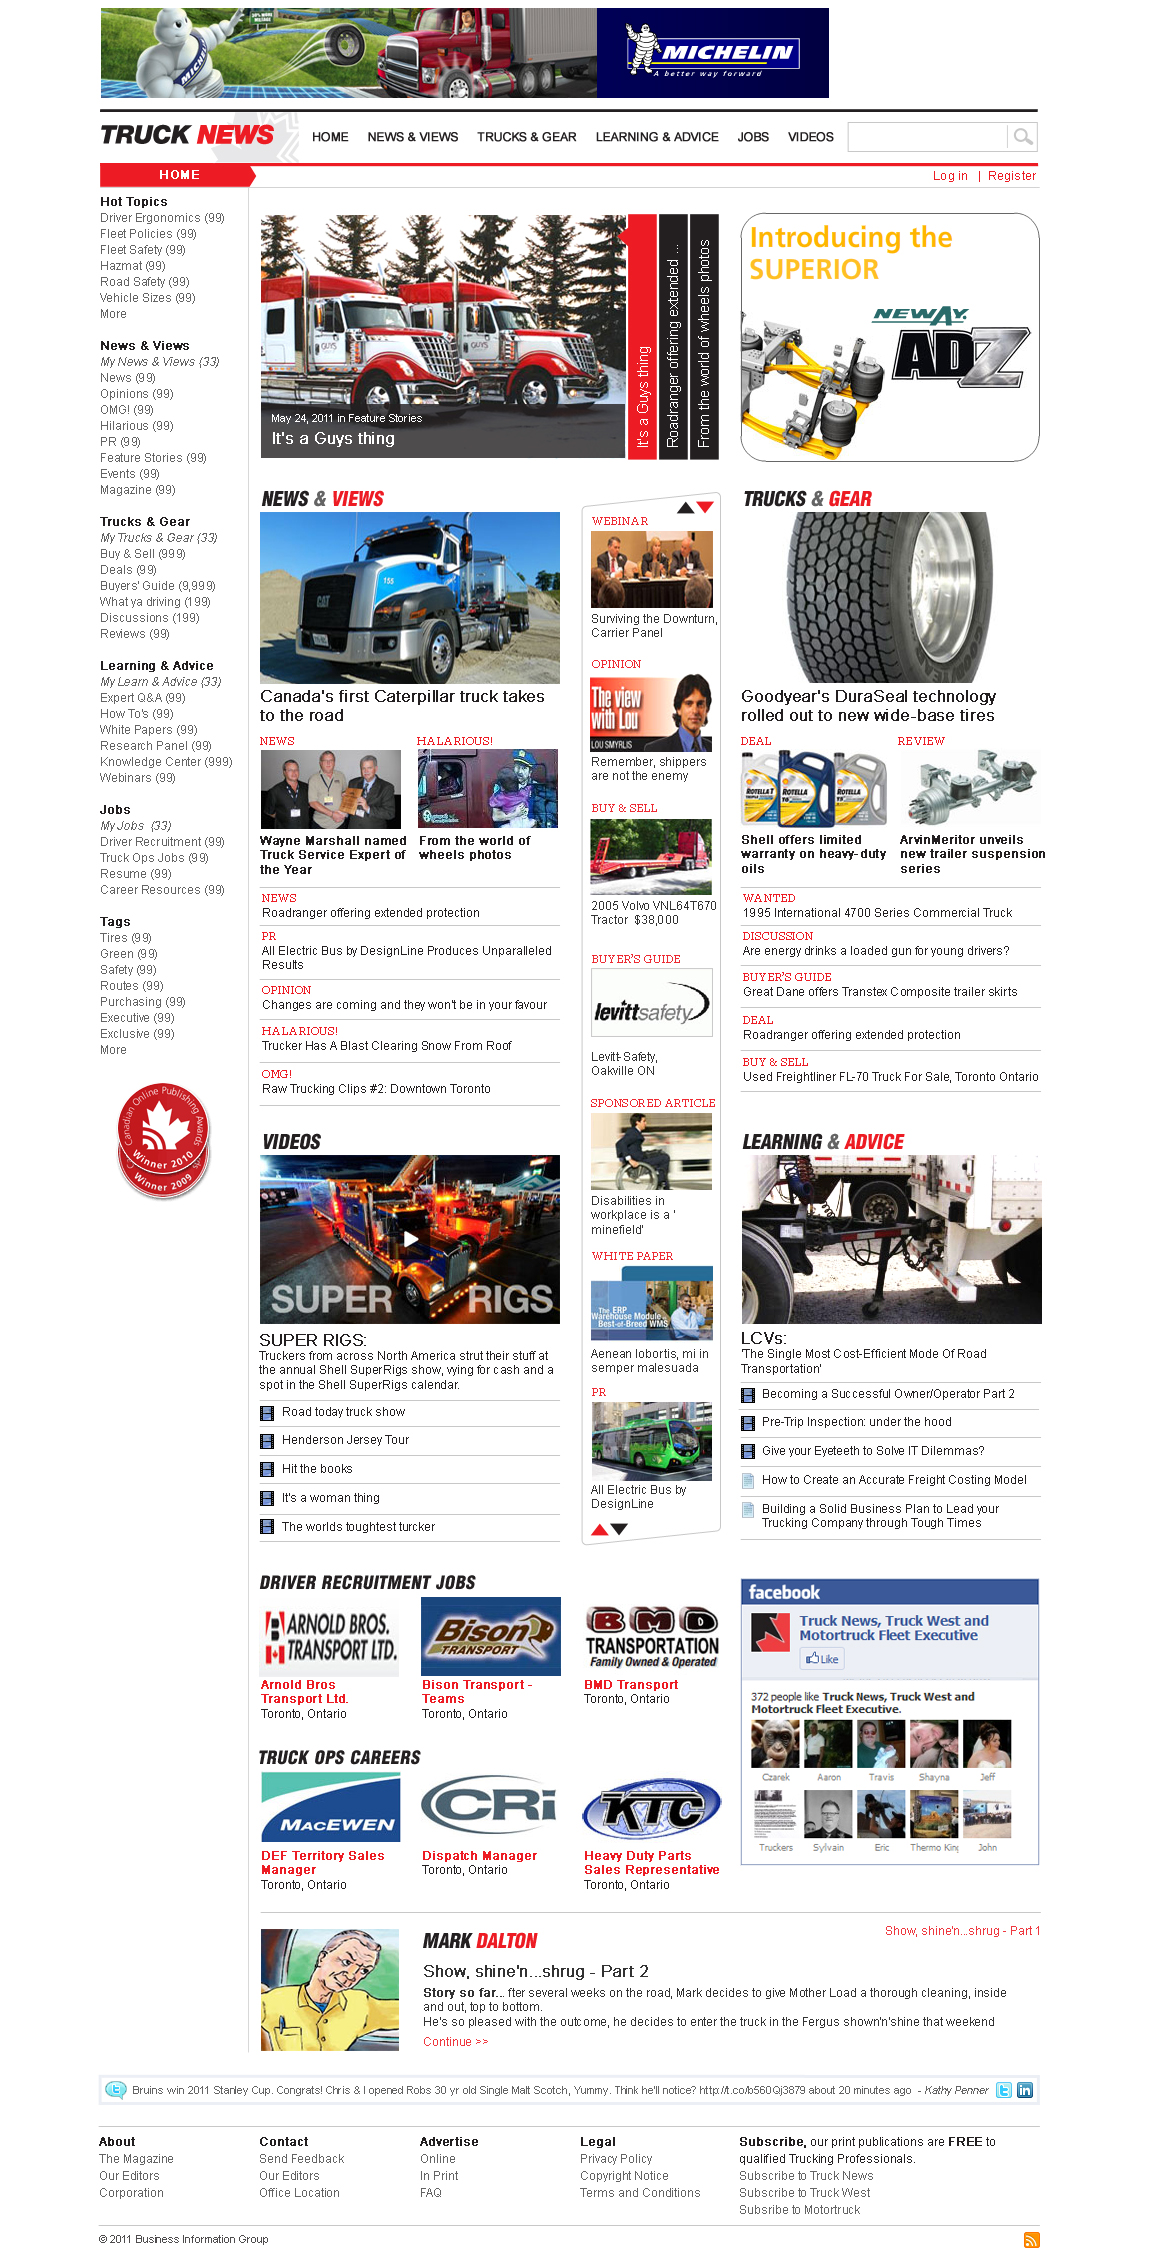 MICHELIN
A better way forward
TRUCK NEWS
HOME
NEWS & VIEWS
TRUCKS & GEAR
LEARNING & ADVICE
JOBS
VIDEOS
HOME
Log in | Register
Hot Topics
Driver Ergonomics (99)
Fleet Policies (99)
Fleet Safety (99)
Hazmat (99)
Road Safety (99)
Vehicle Sizes (99)
More
News & Views
My News & Views (33)
News (99)
Opinions (99)
OMG! (99)
Hilarious (99)
PR (99)
Feature Stories (99)
Events (99)
Magazine (99)
Trucks & Gear
My Trucks & Gear (33)
Buy & Sell (999)
Deals (99)
Buyers' Guide (9,999)
What ya driving (199)
Discussions (199)
Reviews (99)
Learning & Advice
My Learn & Advice (33)
Expert Q&A (99)
How To's (99)
White Papers (99)
Research Panel (99)
Knowledge Center (999)
Webinars (99)
Jobs
My Jobs (33)
Driver Recruitment (99)
Truck Ops Jobs (99)
Resume (99)
Career Resources (99)
Tags
Tires (99)
Green (99)
Safety (99)
Routes (99)
Purchasing (99)
Executive (99)
Exclusive (99)
More
Canadian Online Publishing Awards
Winner 2010
Winner 2009
May 24, 2011 in Feature Stories
It's a Guys thing
It's a Guys thing
Roadranger offering extended ...
From the world of wheels photos
Introducing the
SUPERIOR
NEWAY
ADZ
NEWS & VIEWS
155
CAT
Canada's first Caterpillar truck takes
to the road
NEWS
Wayne Marshall named
Truck Service Expert of
the Year
HALARIOUS!
From the world of
wheels photos
NEWS
Roadranger offering extended protection
PR
All Electric Bus by DesignLine Produces Unparalleled
Results
OPINION
Changes are coming and they won't be in your favour
HALARIOUS!
Trucker Has A Blast Clearing Snow From Roof
OMG!
Raw Trucking Clips #2: Downtown Toronto
WEBINAR
Surviving the Downturn,
Carrier Panel
OPINION
The view
with Lou
LOU SMYRLIS
Remember, shippers
are not the enemy
BUY & SELL
2005 Volvo VNL64T670
Tractor $38,000
BUYER'S GUIDE
levittsafety
Levitt-Safety,
Oakville ON
SPONSORED ARTICLE
Disabilities in
workplace is a '
minefield'
WHITE PAPER
The ERP
Warehouse Module
Best-of-Breed WMS
Aenean lobortis, mi in
semper malesuada
PR
All Electric Bus by
DesignLine
TRUCKS & GEAR
Goodyear's DuraSeal technology
rolled out to new wide-base tires
DEAL
ROTELLA
ROTELLA
ROTELLA T
Shell offers limited
warranty on heavy-duty
oils
REVIEW
ArvinMeritor unveils
new trailer suspension
series
WANTED
1995 International 4700 Series Commercial Truck
DISCUSSION
Are energy drinks a loaded gun for young drivers?
BUYER'S GUIDE
Great Dane offers Transtex Composite trailer skirts
DEAL
Roadranger offering extended protection
BUY & SELL
Used Freightliner FL-70 Truck For Sale, Toronto Ontario
VIDEOS
SUPER RIGS
SUPER RIGS:
Truckers from across North America strut their stuff at
the annual Shell SuperRigs show, vying for cash and a
spot in the Shell SuperRigs calendar.
Road today truck show
Henderson Jersey Tour
Hit the books
It's a woman thing
The worlds toughtest turcker
LEARNING & ADVICE
LCVs:
'The Single Most Cost-Efficient Mode Of Road
Transportation'
Becoming a Successful Owner/Operator Part 2
Pre-Trip Inspection: under the hood
Give your Eyeteeth to Solve IT Dilemmas?
How to Create an Accurate Freight Costing Model
Building a Solid Business Plan to Lead your
Trucking Company through Tough Times
DRIVER RECRUITMENT JOBS
ARNOLD BROS.
TRANSPORT LTD.
Arnold Bros
Transport Ltd.
Toronto, Ontario
Bison
TRANSPORT
Bison Transport -
Teams
Toronto, Ontario
BMD
TRANSPORTATION
Family Owned & Operated
BMD Transport
Toronto, Ontario
TRUCK OPS CAREERS
MACEWEN
DEF Territory Sales
Manager
Toronto, Ontario
CRi
Dispatch Manager
Toronto, Ontario
KTC
Heavy Duty Parts
Sales Representative
Toronto, Ontario
facebook
Truck News, Truck West and
Motortruck Fleet Executive
Like
372 people like Truck News, Truck West and
Motortruck Fleet Executive.
Czarek
Aaron
Travis
Shayna
Jeff
Truckers
Sylvain
Eric
Thermo King
John
MARK DALTON
Show, shine'n...shrug - Part 1
Show, shine'n...shrug - Part 2
Story so far... fter several weeks on the road, Mark decides to give Mother Load a thorough cleaning, inside
and out, top to bottom.
He's so pleased with the outcome, he decides to enter the truck in the Fergus shown'n'shine that weekend
Continue >>
Bruins win 2011 Stanley Cup. Congrats! Chris & I opened Robs 30 yr old Single Malt Scotch, Yummy. Think he'll notice? http://t.co/b560Qj3879 about 20 minutes ago - Kathy Penner
About
The Magazine
Our Editors
Corporation
Contact
Send Feedback
Our Editors
Office Location
Advertise
Online
In Print
FAQ
Legal
Privacy Policy
Copyright Notice
Terms and Conditions
Subscribe, our print publications are FREE to
qualified Trucking Professionals.
Subscribe to Truck News
Subscribe to Truck West
Subsribe to Motortruck
© 2011 Business Information Group